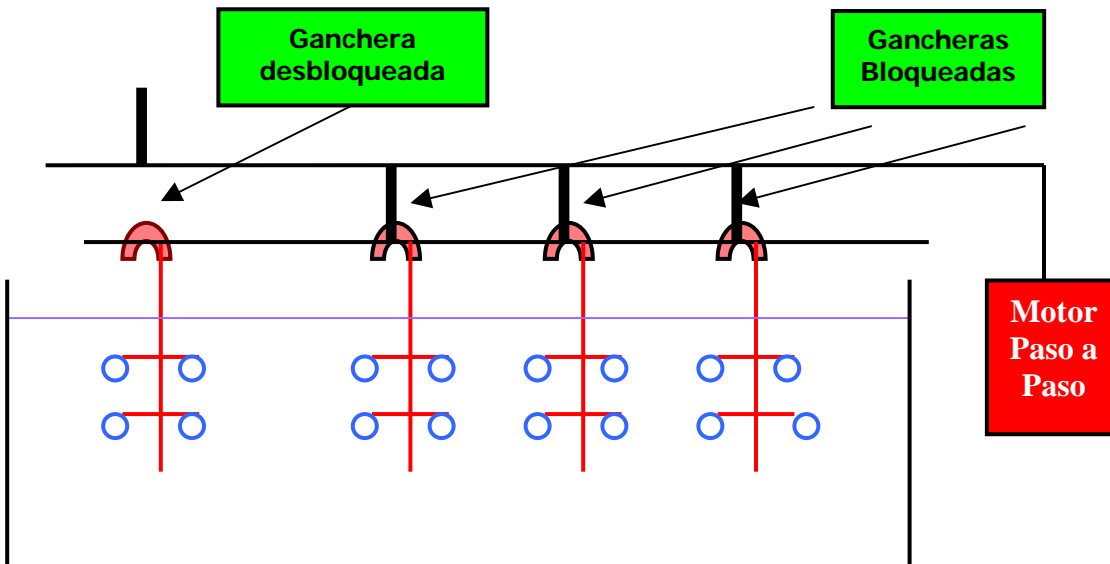 Ganchera
desbloqueada
Gancheras
Bloqueadas
Motor
Paso a
Paso